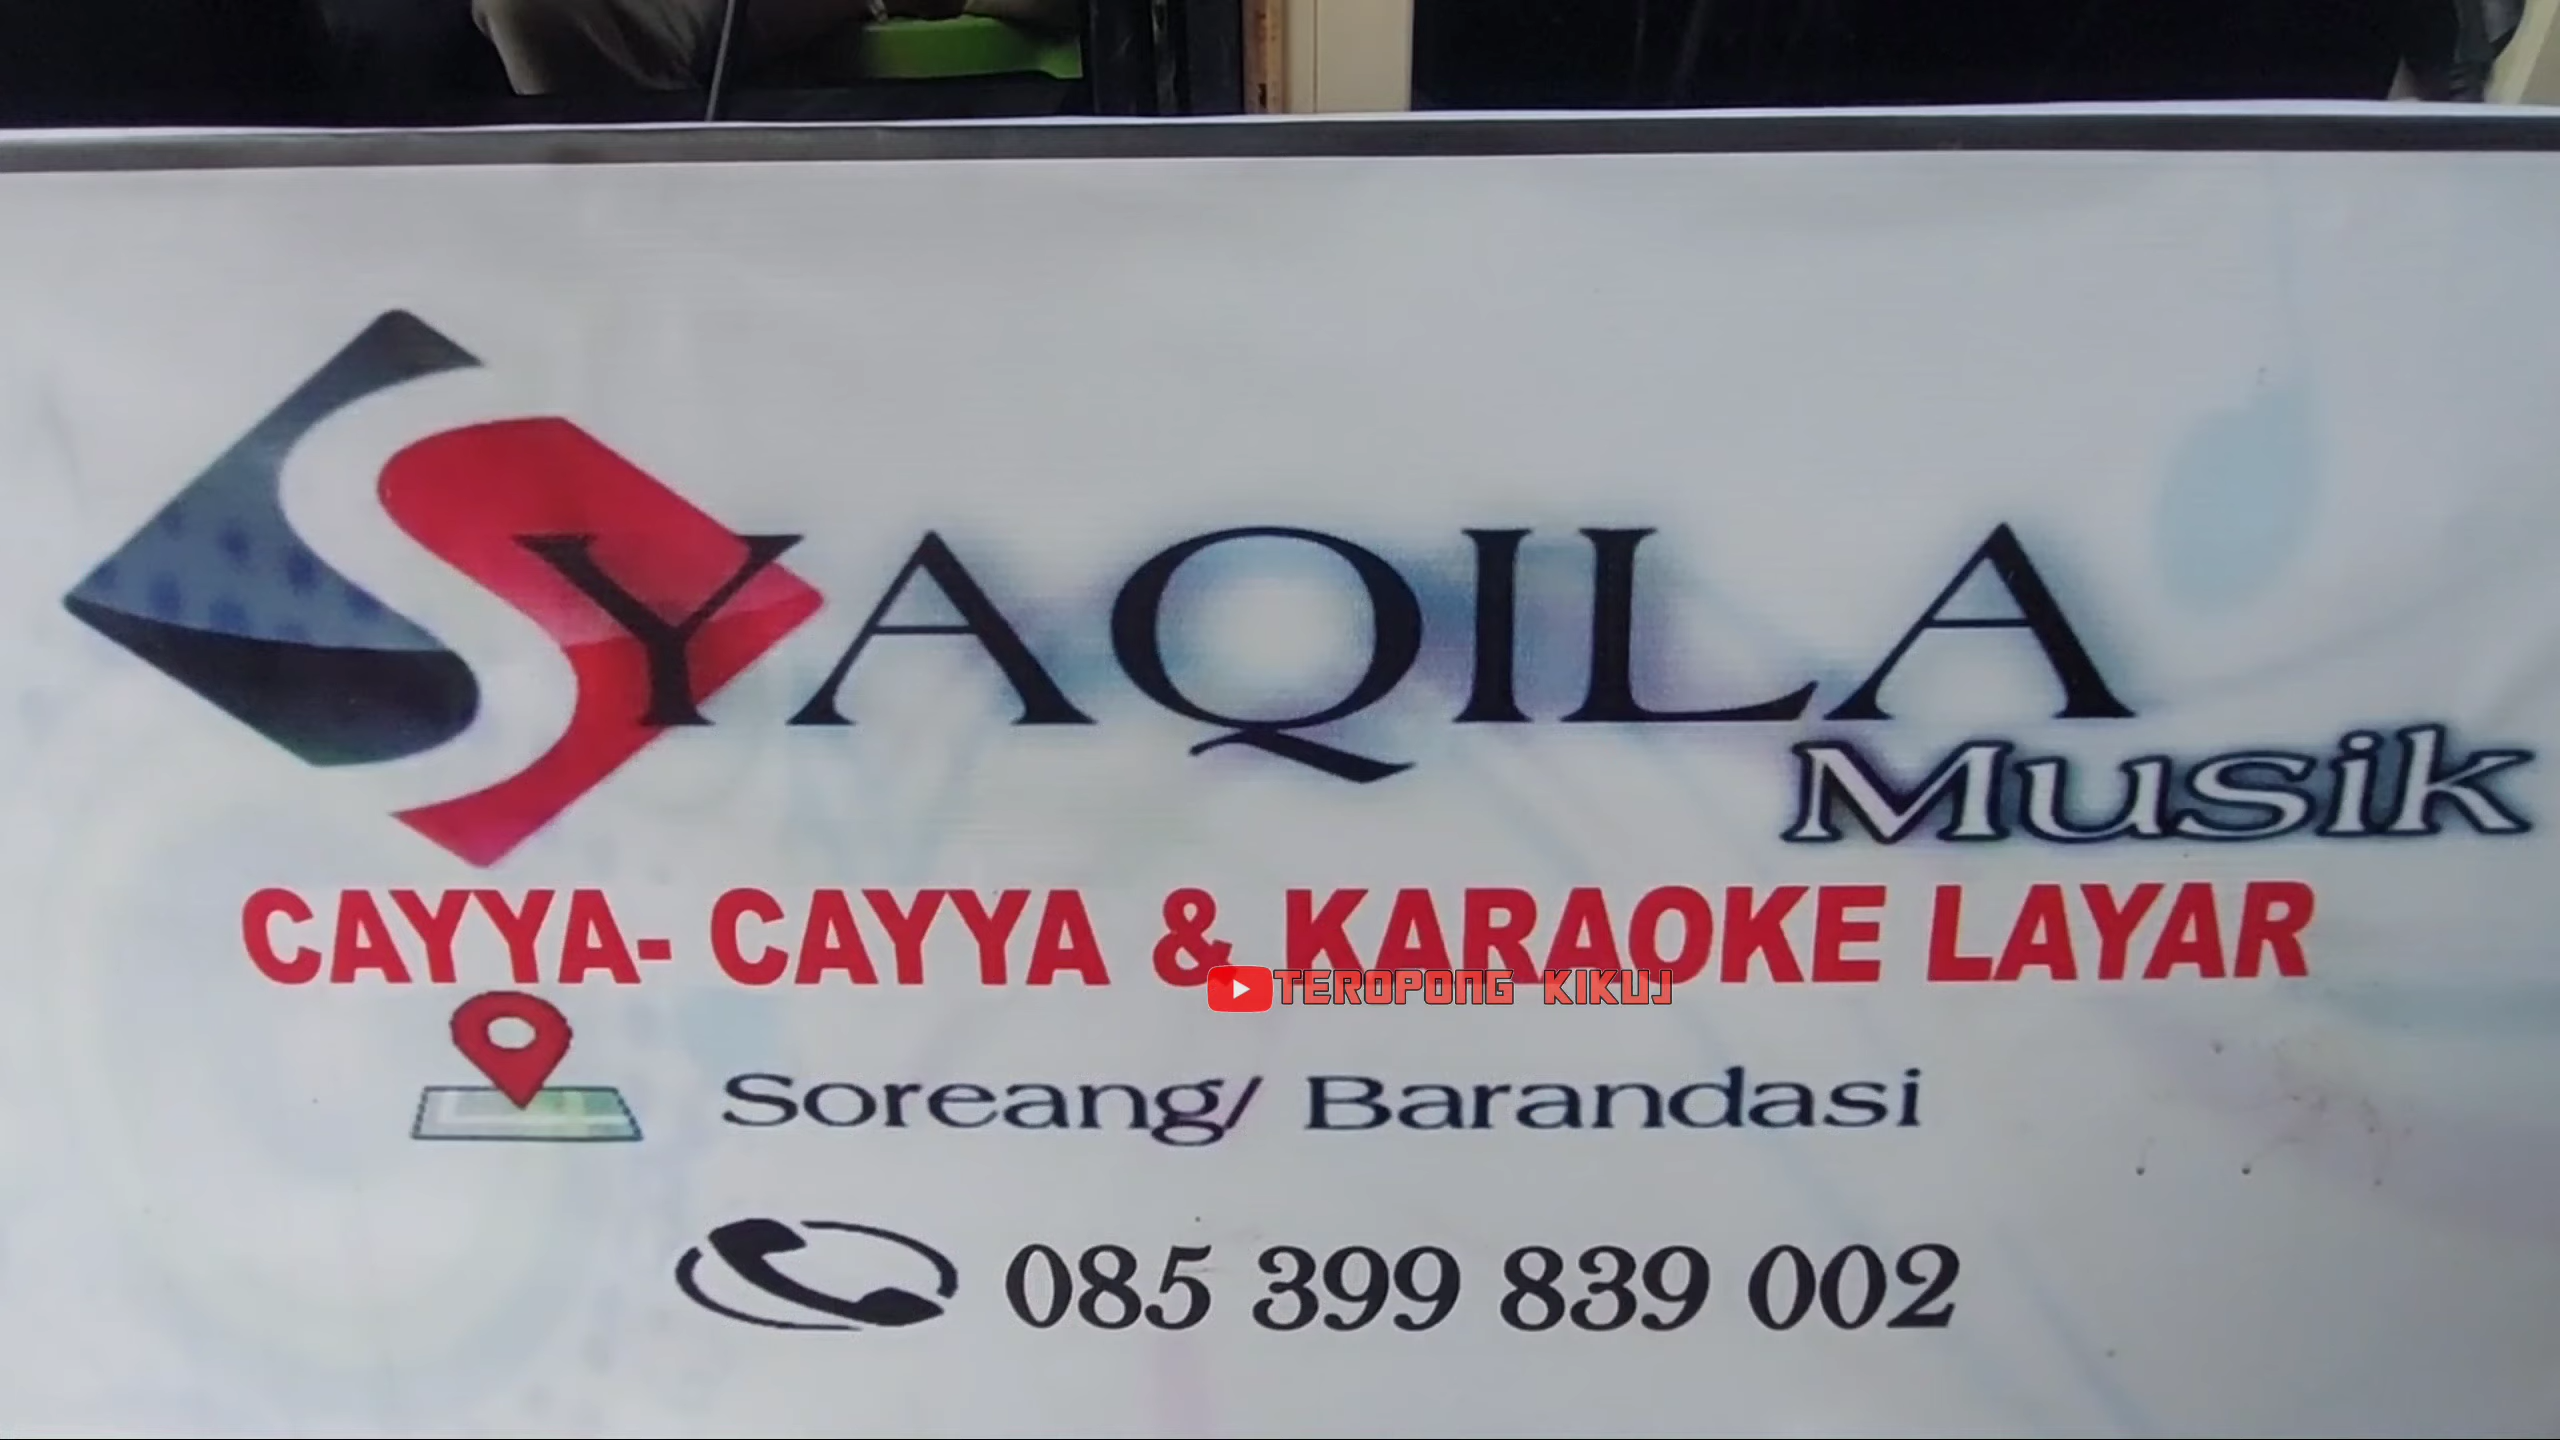 SYAQILA
Musik
CAYYA- CAYYA & KARAOKE LAYAR
TEROPONG KIKUJ
Soreang/ Barandasi
085 399 839 002